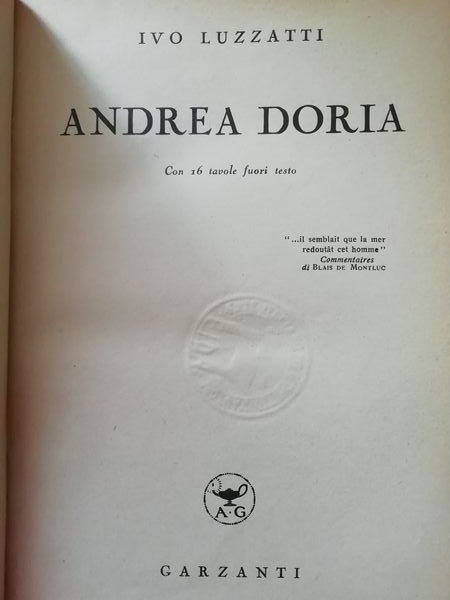 IVO LUZZATTI
ANDREA DORIA
Con 16 tavole fuori testo
"...il semblait que la mer
redoutât cet homme"
Commentaires
di BLAIS DE MONTLUC
A·G
GARZANTI